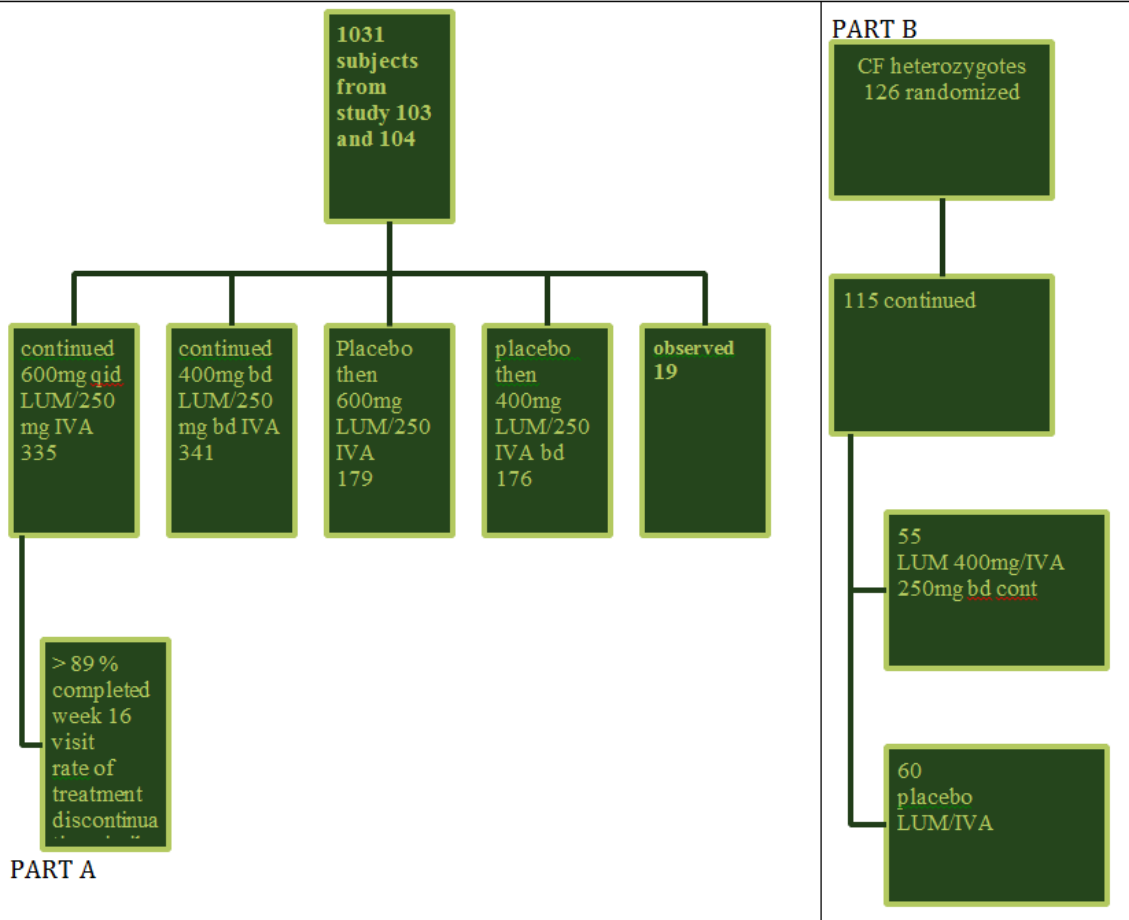 1031
subjects
from
study 103
and 104
continued
600mg qid
LUM/250
mg IVA
335
continued
400mg bd
LUM/250
mg bd IVA
341
Placebo
then
600mg
LUM/250
IVA
179
placebo
then
400mg
LUM/250
IVA bd
176
observed
19
> 89 %
completed
week 16
visit
rate of
treatment
discontinua
PART A
PART B
CF heterozygotes
126 randomized
115 continued
55
LUM 400mg/IVA
250mg bd cont
60
placebo
LUM/IVA